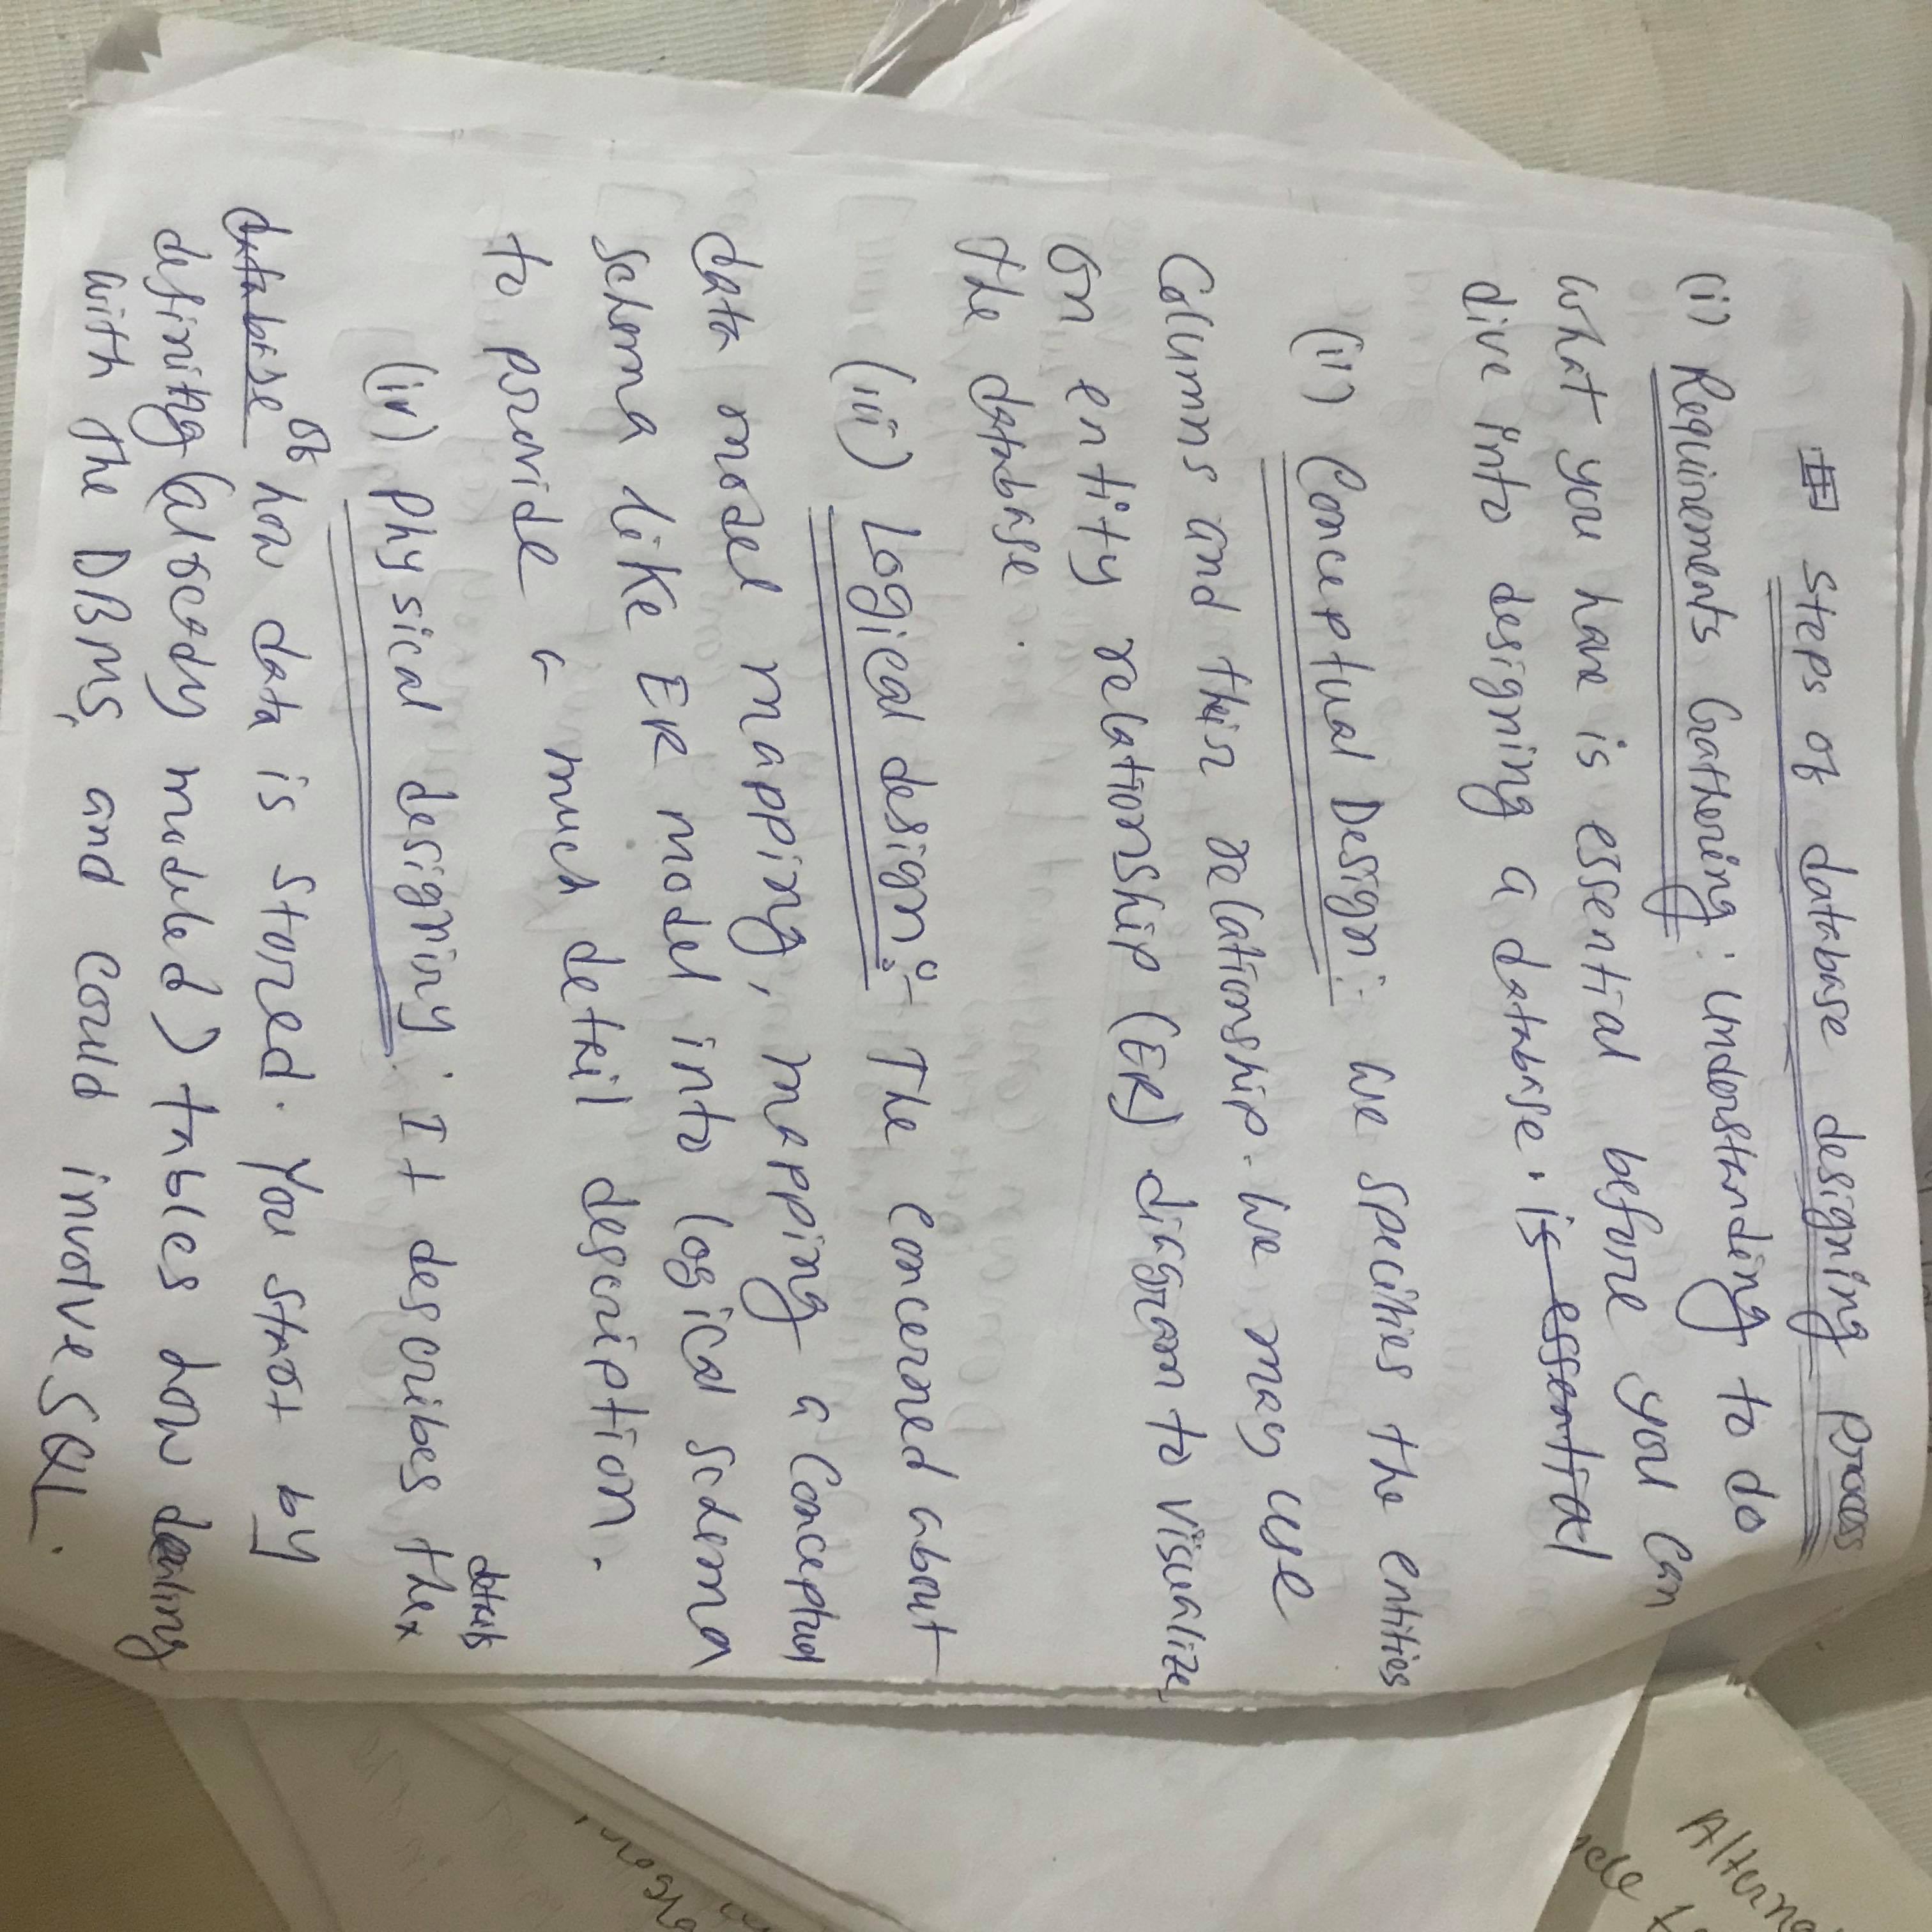 Steps of database designing process
(i) Requirements Gathering: Understanding to do
what you have is essential before you can
dive into designing a database. is essential
(ii) Conceptual Design:- We specifies the entities
Columns and their relationship. We may use
on entity relationship (ER) diagram to visualize
the database.
(iii) Logical design:- The concerned about
data model mapping, mapping a Conceptual
schema like ER model into logical schema
to provide a much detail description.
details
(iv) Physical designing: It describes the
database of how data is stored. You start by
defining (already modeled) tables how dealing
with the DBMS, and could involve SQL.
Alterna